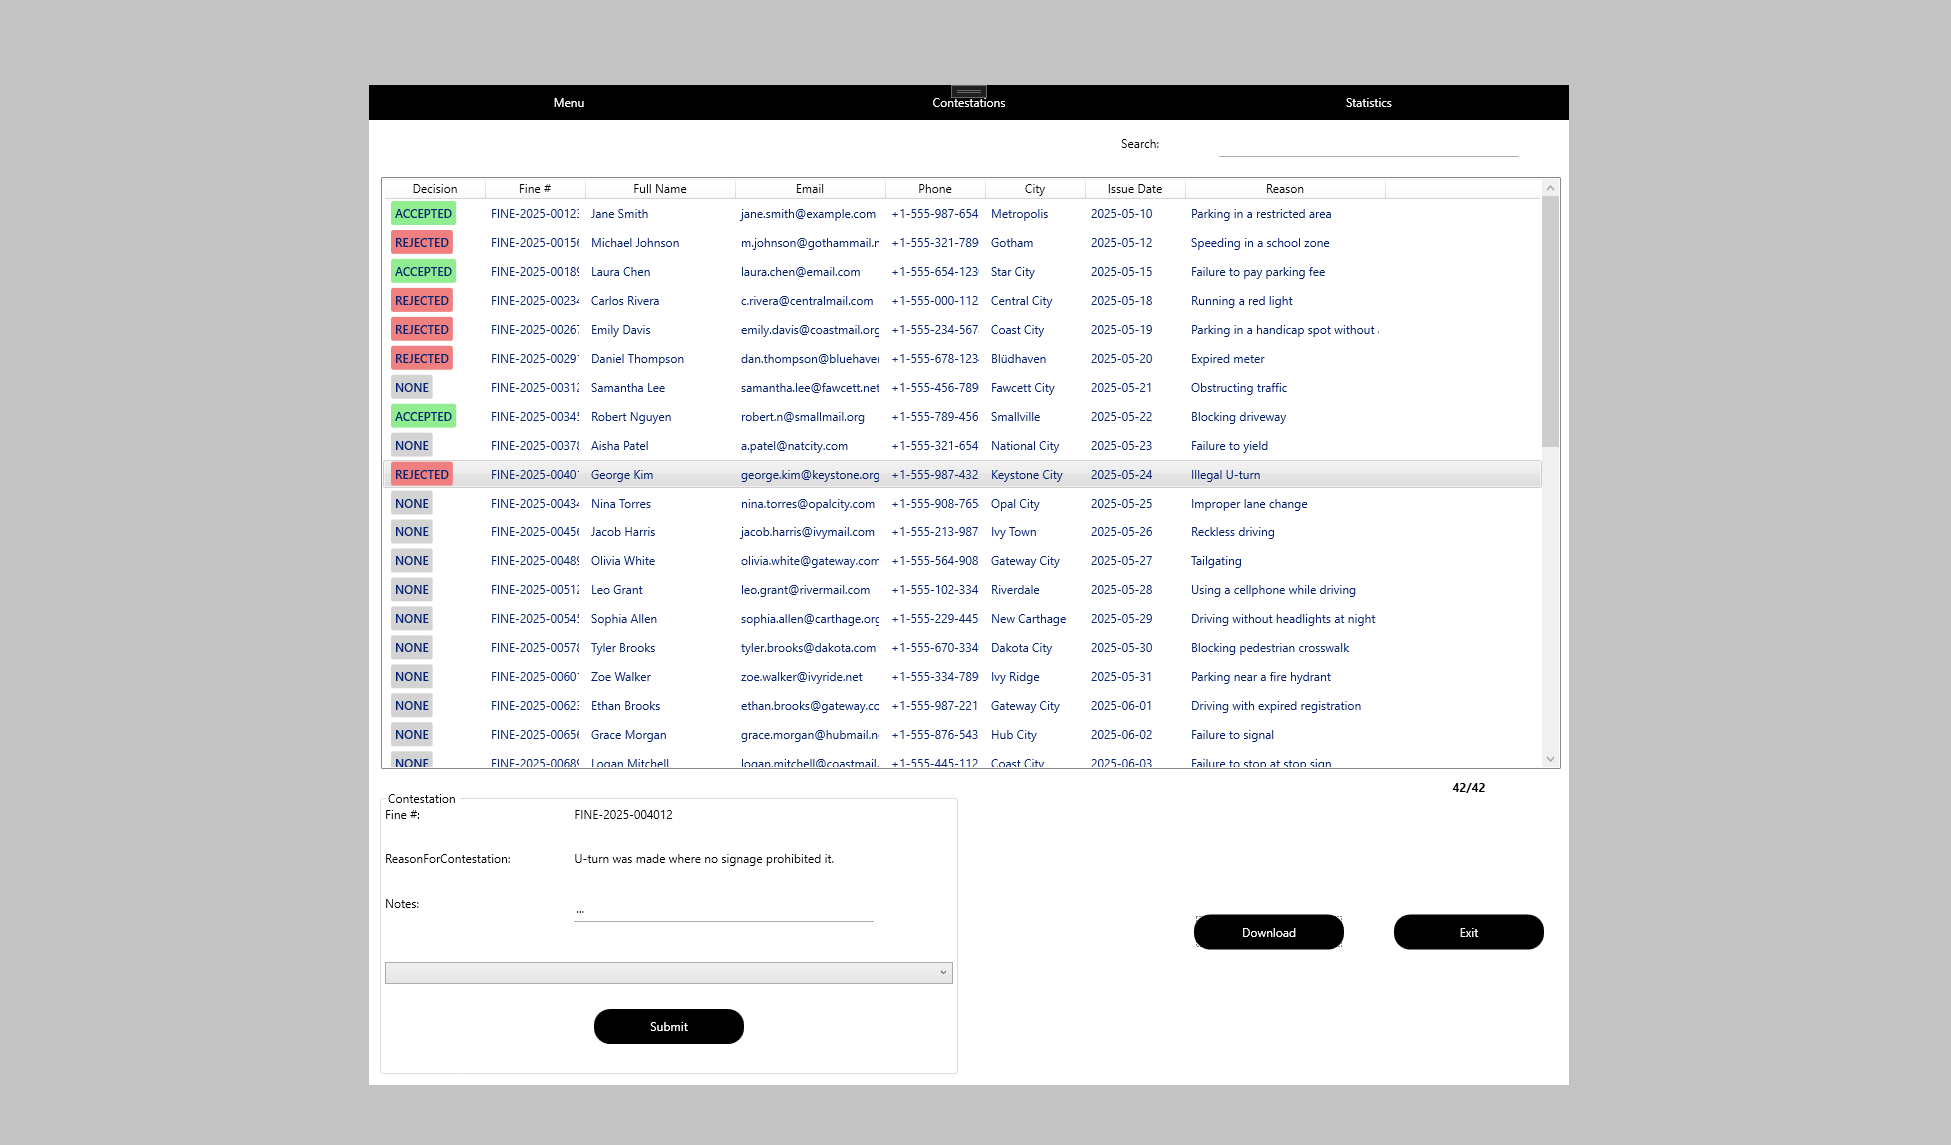 Menu Contestations Statistics
Search:
Decision Fine # Full Name Email Phone City Issue Date Reason
ACCEPTED FINE-2025-00123 Jane Smith jane.smith@example.com +1-555-987-654 Metropolis 2025-05-10 Parking in a restricted area
REJECTED FINE-2025-00156 Michael Johnson m.johnson@gothammail.n +1-555-321-789 Gotham 2025-05-12 Speeding in a school zone
ACCEPTED FINE-2025-00189 Laura Chen laura.chen@email.com +1-555-654-123 Star City 2025-05-15 Failure to pay parking fee
REJECTED FINE-2025-00234 Carlos Rivera c.rivera@centralmail.com +1-555-000-112 Central City 2025-05-18 Running a red light
REJECTED FINE-2025-00267 Emily Davis emily.davis@coastmail.org +1-555-234-567 Coast City 2025-05-19 Parking in a handicap spot without
REJECTED FINE-2025-00291 Daniel Thompson dan.thompson@bluehaven +1-555-678-123 Blüdhaven 2025-05-20 Expired meter
NONE FINE-2025-00312 Samantha Lee samantha.lee@fawcett.net +1-555-456-789 Fawcett City 2025-05-21 Obstructing traffic
ACCEPTED FINE-2025-00345 Robert Nguyen robert.n@smallmail.org +1-555-789-456 Smallville 2025-05-22 Blocking driveway
NONE FINE-2025-00378 Aisha Patel a.patel@natcity.com +1-555-321-654 National City 2025-05-23 Failure to yield
REJECTED FINE-2025-00401 George Kim george.kim@keystone.org +1-555-987-432 Keystone City 2025-05-24 Illegal U-turn
NONE FINE-2025-00434 Nina Torres nina.torres@opalcity.com +1-555-908-765 Opal City 2025-05-25 Improper lane change
NONE FINE-2025-00456 Jacob Harris jacob.harris@ivymail.com +1-555-213-987 Ivy Town 2025-05-26 Reckless driving
NONE FINE-2025-00489 Olivia White olivia.white@gateway.com +1-555-564-908 Gateway City 2025-05-27 Tailgating
NONE FINE-2025-00512 Leo Grant leo.grant@rivermail.com +1-555-102-334 Riverdale 2025-05-28 Using a cellphone while driving
NONE FINE-2025-00545 Sophia Allen sophia.allen@carthage.org +1-555-229-445 New Carthage 2025-05-29 Driving without headlights at night
NONE FINE-2025-00578 Tyler Brooks tyler.brooks@dakota.com +1-555-670-334 Dakota City 2025-05-30 Blocking pedestrian crosswalk
NONE FINE-2025-00601 Zoe Walker zoe.walker@ivyride.net +1-555-334-789 Ivy Ridge 2025-05-31 Parking near a fire hydrant
NONE FINE-2025-00623 Ethan Brooks ethan.brooks@gateway.cc +1-555-987-221 Gateway City 2025-06-01 Driving with expired registration
NONE FINE-2025-00656 Grace Morgan grace.morgan@hubmail.n +1-555-876-543 Hub City 2025-06-02 Failure to signal
NONE FINE-2025-00689 Logan Mitchell logan.mitchell@coastmail. +1-555-445-112 Coast City 2025-06-03 Failure to stop at stop sign
42/42
Contestation
Fine #: FINE-2025-004012
ReasonForContestation: U-turn was made where no signage prohibited it.
Notes: ...
Download Exit
Submit